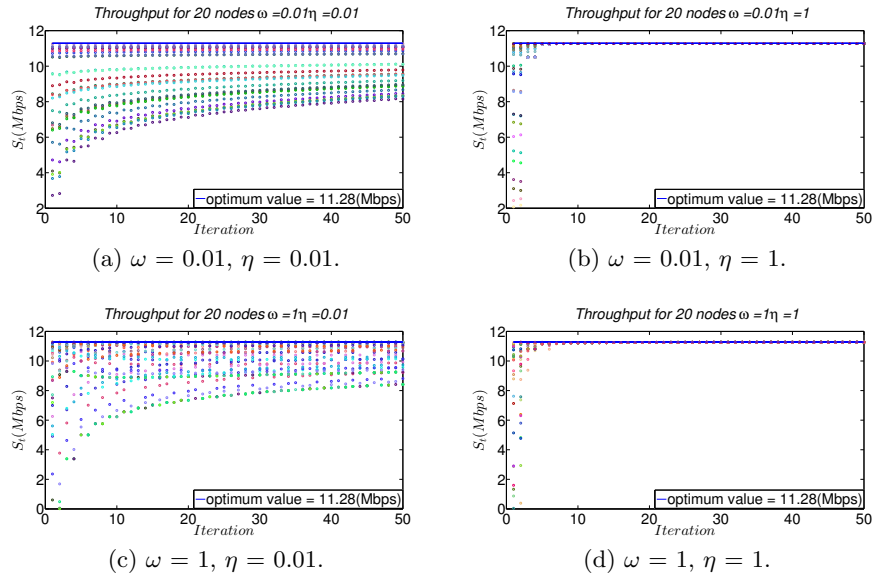 Throughput for 20 nodes ω =0.01η =0.01
12
10
8
6
4
2
0
10
20
30
40
50
S_t(Mbps)
Iteration
optimum value = 11.28(Mbps)
(a) ω = 0.01, η = 0.01.
Throughput for 20 nodes ω =0.01η =1
12
10
8
6
4
2
0
10
20
30
40
50
S_t(Mbps)
Iteration
optimum value = 11.28(Mbps)
(b) ω = 0.01, η = 1.
Throughput for 20 nodes ω =1η =0.01
12
10
8
6
4
2
0
0
10
20
30
40
50
S_t(Mbps)
Iteration
optimum value = 11.28(Mbps)
(c) ω = 1, η = 0.01.
Throughput for 20 nodes ω =1η =1
12
10
8
6
4
2
0
0
10
20
30
40
50
S_t(Mbps)
Iteration
optimum value = 11.28(Mbps)
(d) ω = 1, η = 1.